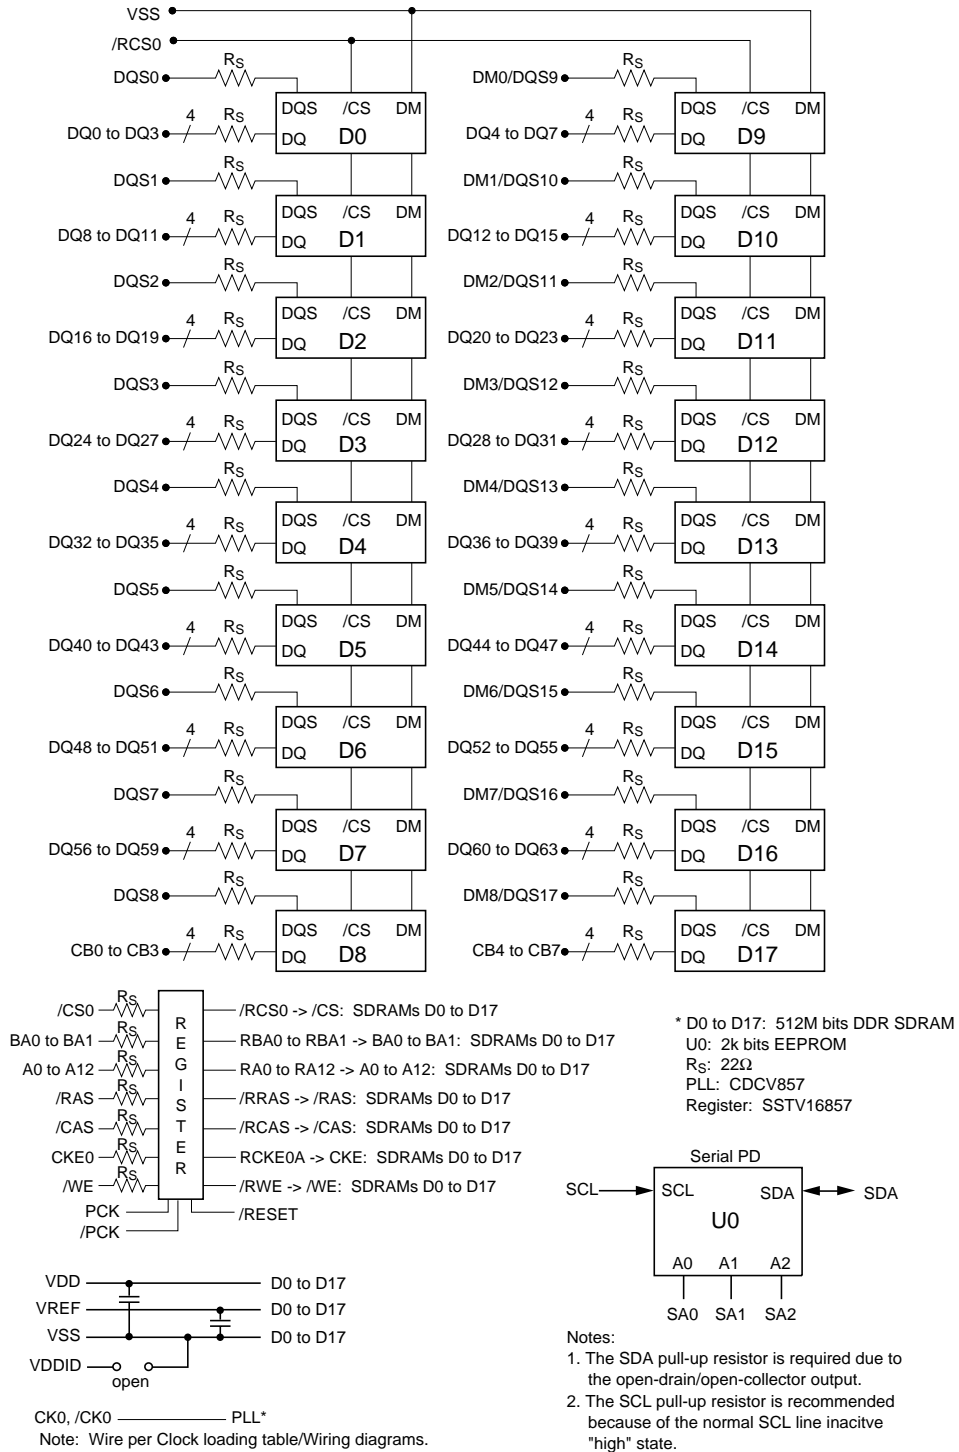 VSS
/RCS0
DQS0 RS
DM0/DQS9 RS
DQS /CS DM
DQS /CS DM
DQ0 to DQ3 4 RS DQ D0
DQ4 to DQ7 4 RS DQ D9
DQS1 RS
DM1/DQS10 RS
DQS /CS DM
DQS /CS DM
DQ8 to DQ11 4 RS DQ D1
DQ12 to DQ15 4 RS DQ D10
DQS2 RS
DM2/DQS11 RS
DQS /CS DM
DQS /CS DM
DQ16 to DQ19 4 RS DQ D2
DQ20 to DQ23 4 RS DQ D11
DQS3 RS
DM3/DQS12 RS
DQS /CS DM
DQS /CS DM
DQ24 to DQ27 4 RS DQ D3
DQ28 to DQ31 4 RS DQ D12
DQS4 RS
DM4/DQS13 RS
DQS /CS DM
DQS /CS DM
DQ32 to DQ35 4 RS DQ D4
DQ36 to DQ39 4 RS DQ D13
DQS5 RS
DM5/DQS14 RS
DQS /CS DM
DQS /CS DM
DQ40 to DQ43 4 RS DQ D5
DQ44 to DQ47 4 RS DQ D14
DQS6 RS
DM6/DQS15 RS
DQS /CS DM
DQS /CS DM
DQ48 to DQ51 4 RS DQ D6
DQ52 to DQ55 4 RS DQ D15
DQS7 RS
DM7/DQS16 RS
DQS /CS DM
DQS /CS DM
DQ56 to DQ59 4 RS DQ D7
DQ60 to DQ63 4 RS DQ D16
DQS8 RS
DM8/DQS17 RS
DQS /CS DM
DQS /CS DM
CB0 to CB3 4 RS DQ D8
CB4 to CB7 4 RS DQ D17
REGISTER
/CS0 RS /RCS0 -> /CS: SDRAMs D0 to D17
BA0 to BA1 RS RBA0 to RBA1 -> BA0 to BA1: SDRAMs D0 to D17
A0 to A12 RS RA0 to RA12 -> A0 to A12: SDRAMs D0 to D17
/RAS RS /RRAS -> /RAS: SDRAMs D0 to D17
/CAS RS /RCAS -> /CAS: SDRAMs D0 to D17
CKE0 RS RCKE0A -> CKE: SDRAMs D0 to D17
/WE RS /RWE -> /WE: SDRAMs D0 to D17
PCK /RESET
/PCK
* D0 to D17: 512M bits DDR SDRAM
U0: 2k bits EEPROM
RS: 22Ω
PLL: CDCV857
Register: SSTV16857
Serial PD
SCL SCL SDA SDA
U0
A0 A1 A2
SA0 SA1 SA2
VDD D0 to D17
VREF D0 to D17
VSS D0 to D17
VDDID
open
CK0, /CK0 PLL*
Note: Wire per Clock loading table/Wiring diagrams.
Notes:
1. The SDA pull-up resistor is required due to
the open-drain/open-collector output.
2. The SCL pull-up resistor is recommended
because of the normal SCL line inacitve
"high" state.